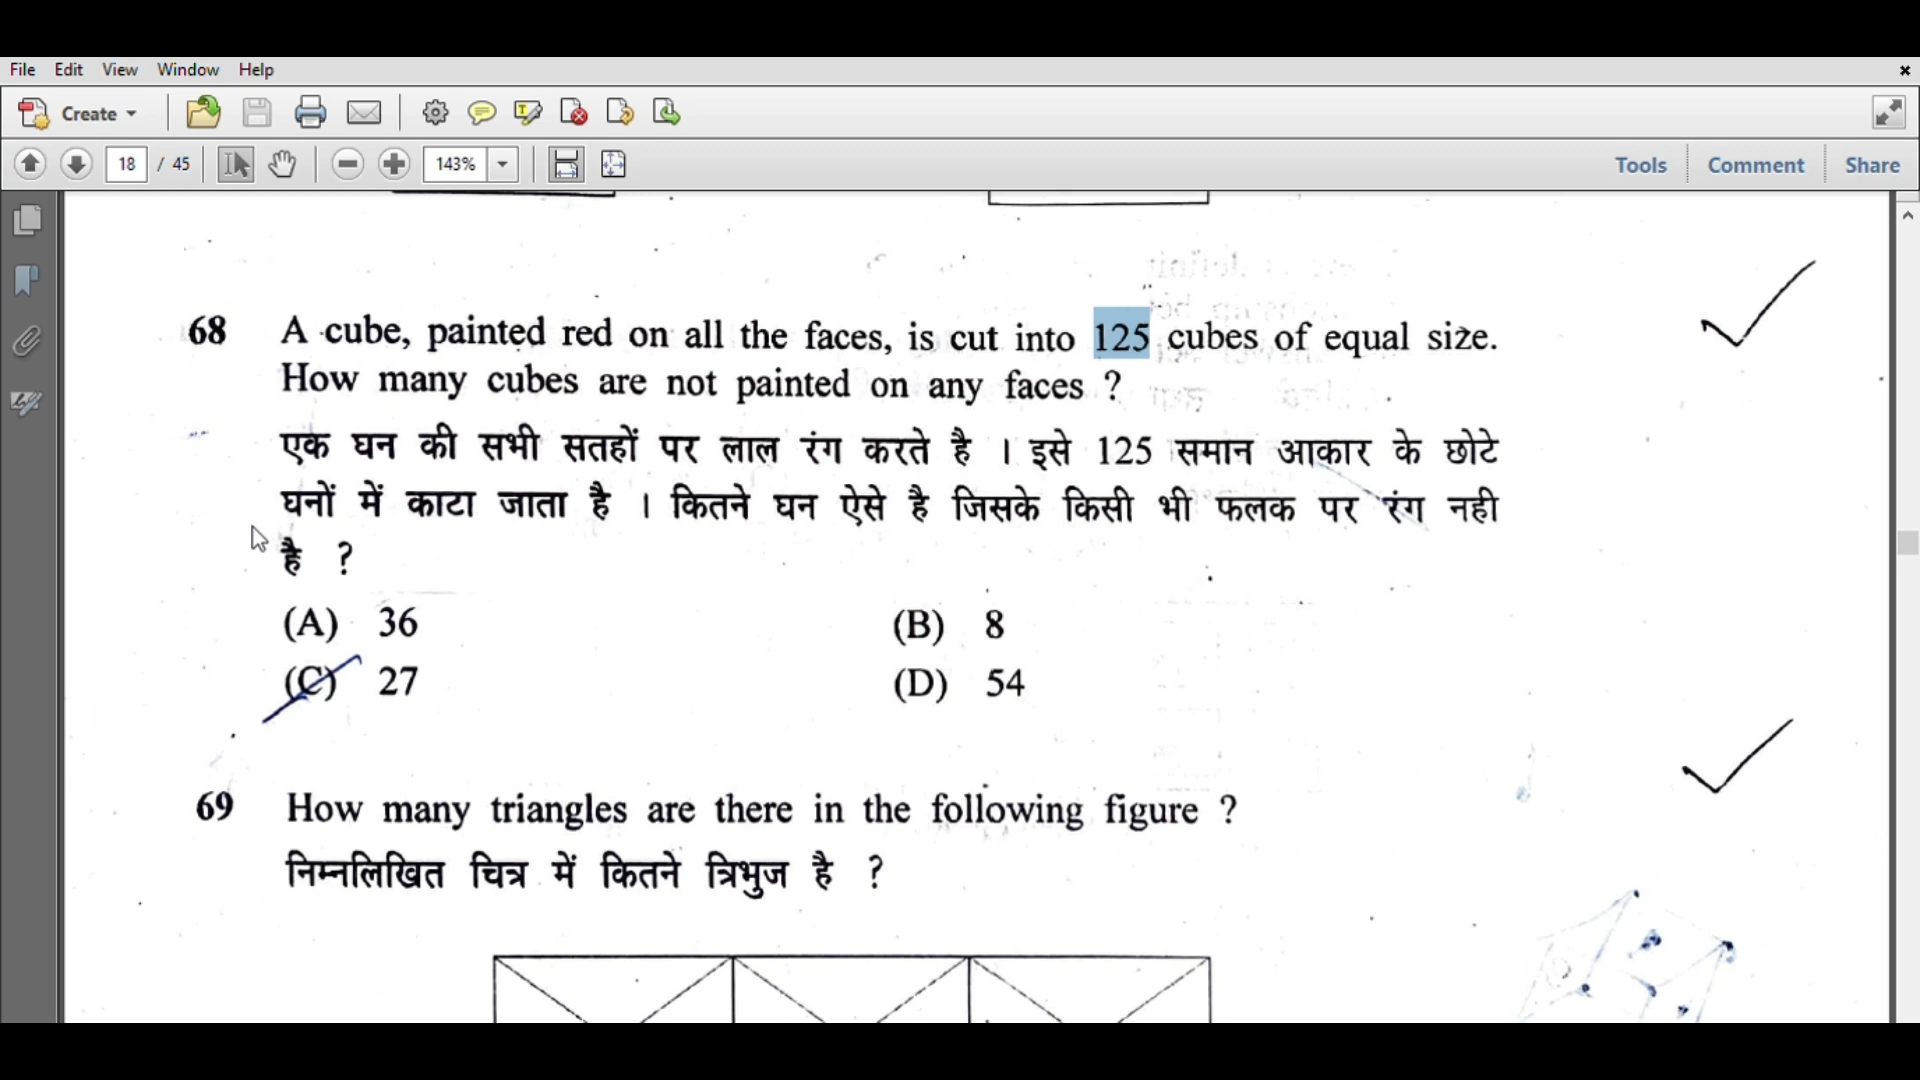 File Edit View Window Help
Create
18 / 45
143%
Tools Comment Share
68 A cube, painted red on all the faces, is cut into 125 cubes of equal size.
How many cubes are not painted on any faces ?
एक घन की सभी सतहों पर लाल रंग करते है । इसे 125 समान आकार के छोटे
घनों में काटा जाता है । कितने घन ऐसे है जिसके किसी भी फलक पर रंग नही
है ?
(A) 36 (B) 8
(C) 27 (D) 54
69 How many triangles are there in the following figure ?
निम्नलिखित चित्र में कितने त्रिभुज है ?